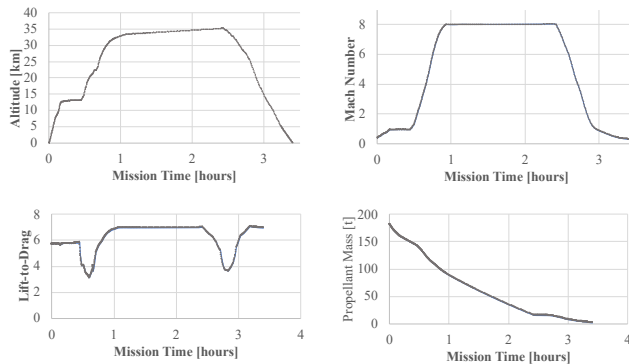 40
35
30
25
20
15
10
5
0
Altitude [km]
0 1 2 3
Mission Time [hours]
8
6
4
2
0
Mach Number
0 1 2 3 4
Mission Time [hours]
8
6
4
2
0
Lift-to-Drag
0 1 2 3 4
Mission Time [hours]
200
150
100
50
0
Propellant Mass [t]
0 1 2 3 4
Mission Time [hours]